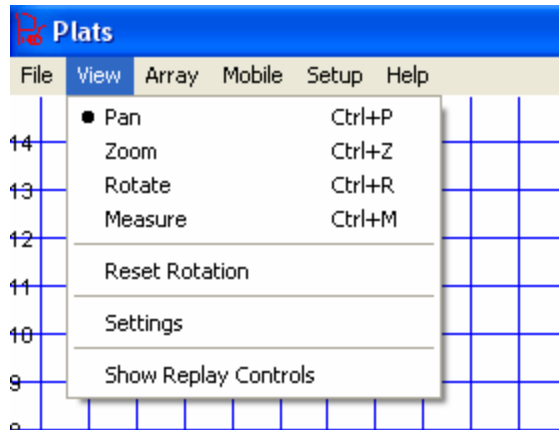 Plats
File View Array Mobile Setup Help
Pan Ctrl+P
Zoom Ctrl+Z
Rotate Ctrl+R
Measure Ctrl+M
Reset Rotation
Settings
Show Replay Controls
14
13
12
11
10
9